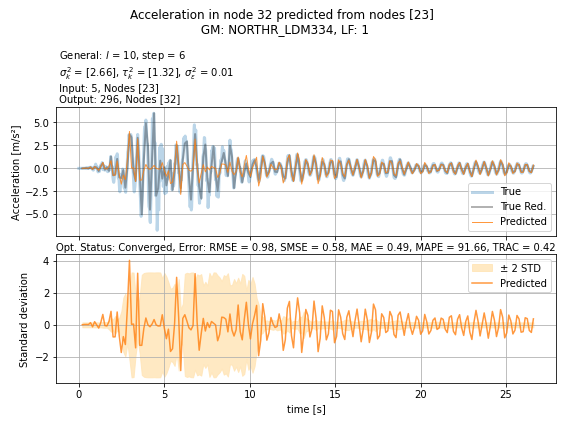 Acceleration in node 32 predicted from nodes [23]
GM: NORTHR_LDM334, LF: 1
General: l = 10, step = 6
σ²ₖ = [2.66], τ²ₖ = [1.32], σ²ₑ = 0.01
Input: 5, Nodes [23]
Output: 296, Nodes [32]
Acceleration [m/s²]
5.0
2.5
0.0
−2.5
−5.0
True
True Red.
Predicted
Opt. Status: Converged, Error: RMSE = 0.98, SMSE = 0.58, MAE = 0.49, MAPE = 91.66, TRAC = 0.42
Standard deviation
4
2
0
−2
± 2 STD
Predicted
0 5 10 15 20 25
time [s]